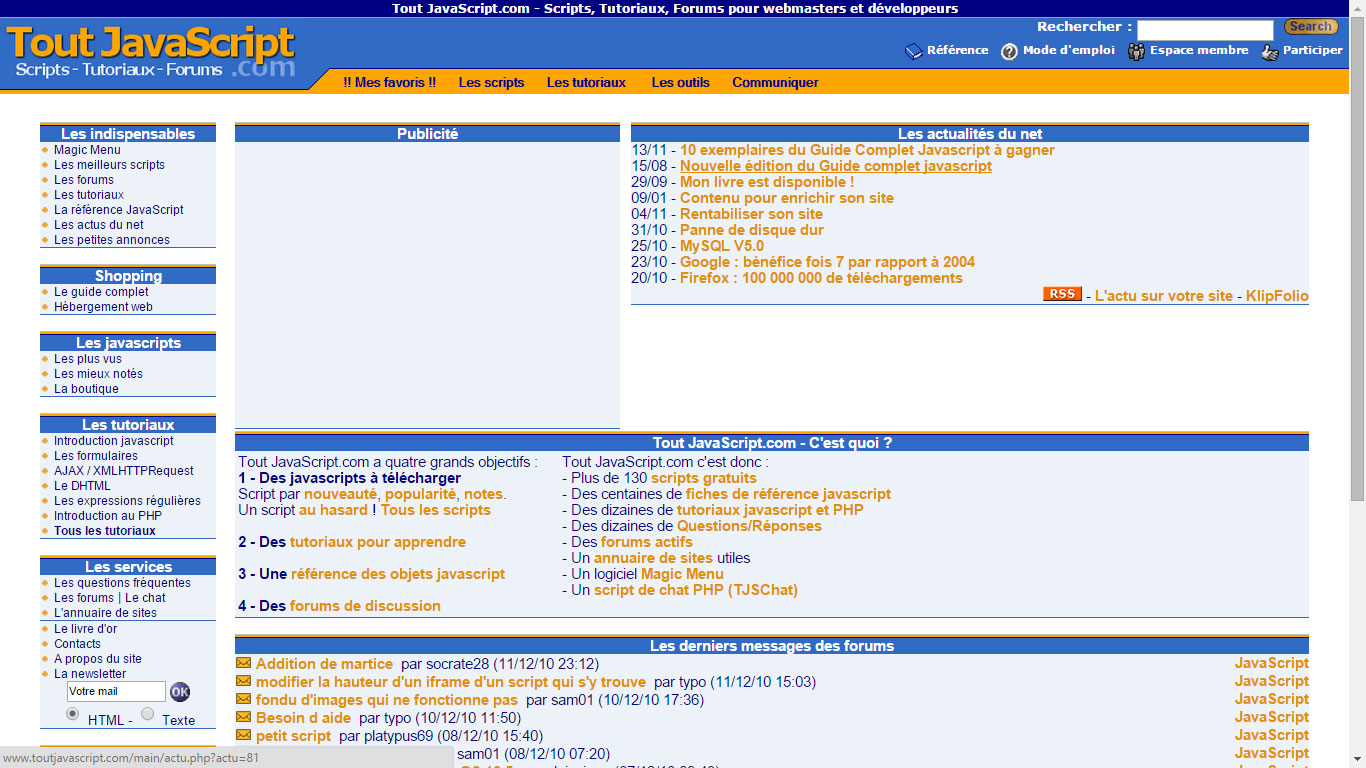 Tout JavaScript.com - Scripts, Tutoriaux, Forums pour webmasters et développeurs
Tout JavaScript
Scripts - Tutoriaux - Forums .com
Rechercher : Search
Référence Mode d'emploi Espace membre Participer
!! Mes favoris !! Les scripts Les tutoriaux Les outils Communiquer
Les indispensables
Magic Menu
Les meilleurs scripts
Les forums
Les tutoriaux
La référence JavaScript
Les actus du net
Les petites annonces
Shopping
Le guide complet
Hébergement web
Les javascripts
Les plus vus
Les mieux notés
La boutique
Les tutoriaux
Introduction javascript
Les formulaires
AJAX / XMLHTTPRequest
Le DHTML
Les expressions régulières
Introduction au PHP
Tous les tutoriaux
Les services
Les questions fréquentes
Les forums | Le chat
L'annuaire de sites
Le livre d'or
Contacts
A propos du site
La newsletter
Votre mail OK
HTML - Texte
Publicité
Les actualités du net
13/11 - 10 exemplaires du Guide Complet Javascript à gagner
15/08 - Nouvelle édition du Guide complet javascript
29/09 - Mon livre est disponible !
09/01 - Contenu pour enrichir son site
04/11 - Rentabiliser son site
31/10 - Panne de disque dur
25/10 - MySQL V5.0
23/10 - Google : bénéfice fois 7 par rapport à 2004
20/10 - Firefox : 100 000 000 de téléchargements
RSS - L'actu sur votre site - KlipFolio
Tout JavaScript.com - C'est quoi ?
Tout JavaScript.com a quatre grands objectifs :
1 - Des javascripts à télécharger
Script par nouveauté, popularité, notes.
Un script au hasard ! Tous les scripts
2 - Des tutoriaux pour apprendre
3 - Une référence des objets javascript
4 - Des forums de discussion
Tout JavaScript.com c'est donc :
- Plus de 130 scripts gratuits
- Des centaines de fiches de référence javascript
- Des dizaines de tutoriaux javascript et PHP
- Des dizaines de Questions/Réponses
- Des forums actifs
- Un annuaire de sites utiles
- Un logiciel Magic Menu
- Un script de chat PHP (TJSChat)
Les derniers messages des forums
Addition de martice par socrate28 (11/12/10 23:12) JavaScript
modifier la hauteur d'un iframe d'un script qui s'y trouve par typo (11/12/10 15:03) JavaScript
fondu d'images qui ne fonctionne pas par sam01 (10/12/10 17:36) JavaScript
Besoin d aide par typo (10/12/10 11:50) JavaScript
petit script par platypus69 (08/12/10 15:40) JavaScript
sam01 (08/12/10 07:20) JavaScript
www.toutjavascript.com/main/actu.php?actu=81